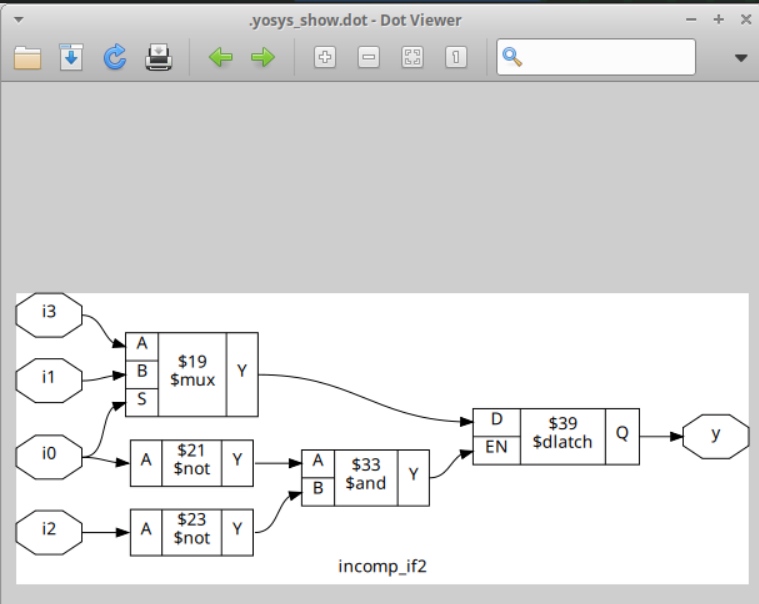 .yosys_show.dot - Dot Viewer
1
i3
i1
i0
i2
A
B
S
$19
$mux
Y
A
$21
$not
Y
A
$23
$not
Y
A
B
$33
$and
Y
D
EN
$39
$dlatch
Q
y
incomp_if2